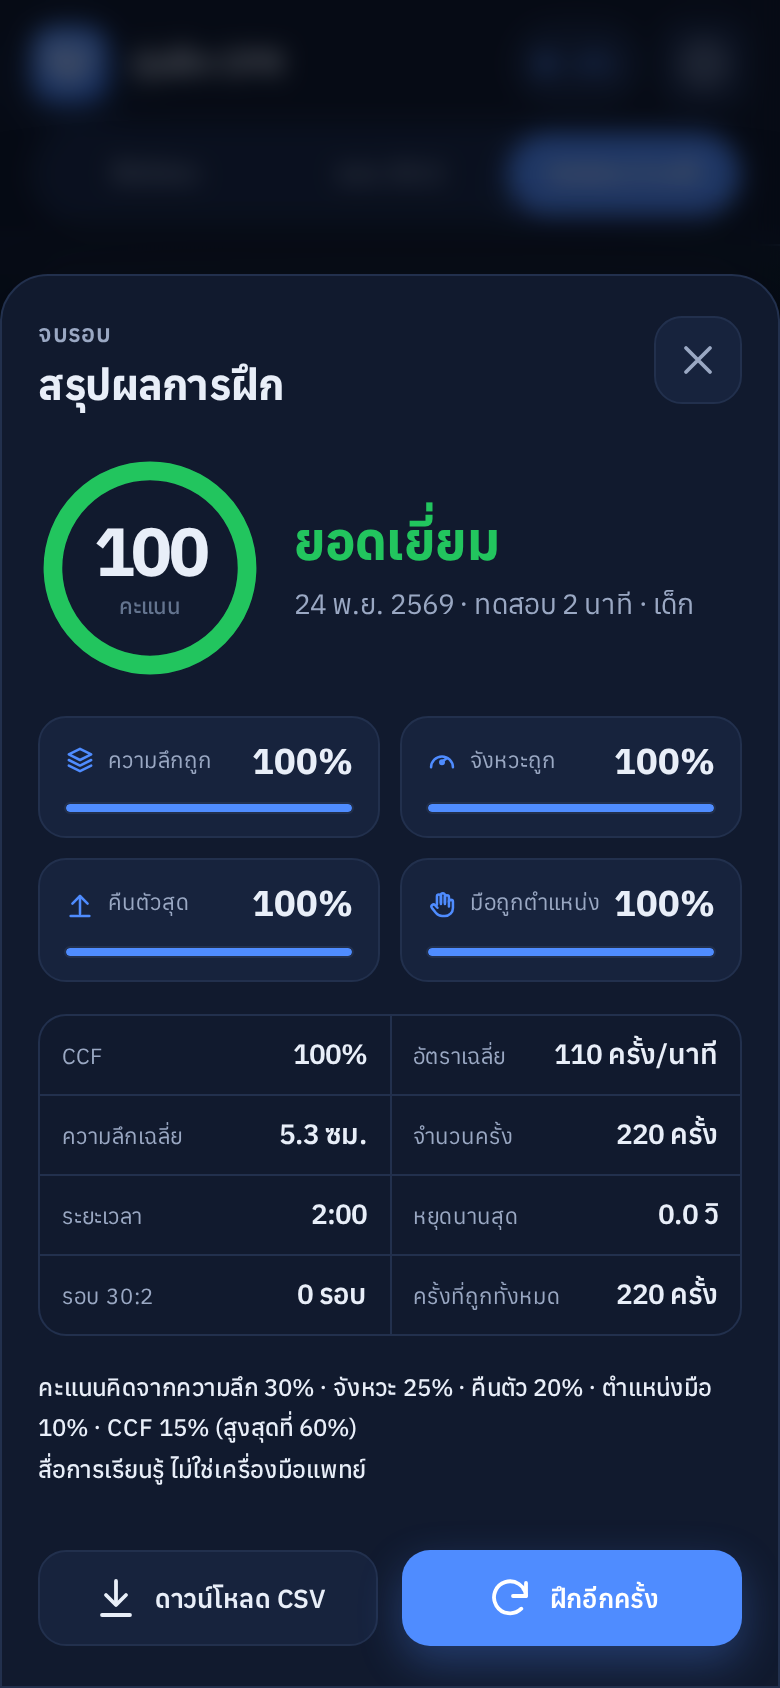 จบรอบ
สรุปผลการฝึก
100
คะแนน
ยอดเยี่ยม
24 พ.ย. 2569 · ทดสอบ 2 นาที · เด็ก
ความลึกถูก 100%
จังหวะถูก 100%
คืนตัวสุด 100%
มือถูกตำแหน่ง 100%
CCF 100%
อัตราเฉลี่ย 110 ครั้ง/นาที
ความลึกเฉลี่ย 5.3 ซม.
จำนวนครั้ง 220 ครั้ง
ระยะเวลา 2:00
หยุดนานสุด 0.0 วิ
รอบ 30:2 0 รอบ
ครั้งที่ถูกทั้งหมด 220 ครั้ง
คะแนนคิดจากความลึก 30% · จังหวะ 25% · คืนตัว 20% · ตำแหน่งมือ
10% · CCF 15% (สูงสุดที่ 60%)
สื่อการเรียนรู้ ไม่ใช่เครื่องมือแพทย์
ดาวน์โหลด CSV
ฝึกอีกครั้ง